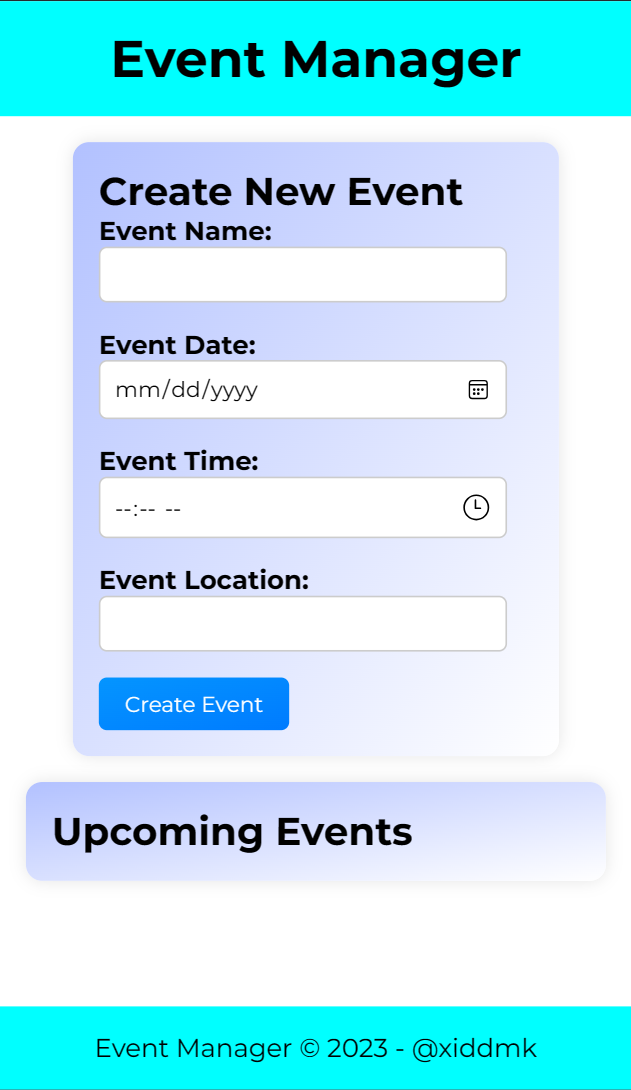 Event Manager
Create New Event
Event Name:
Event Date:
mm/dd/yyyy
Event Time:
--:-- --
Event Location:
Create Event
Upcoming Events
Event Manager © 2023 - @xiddmk